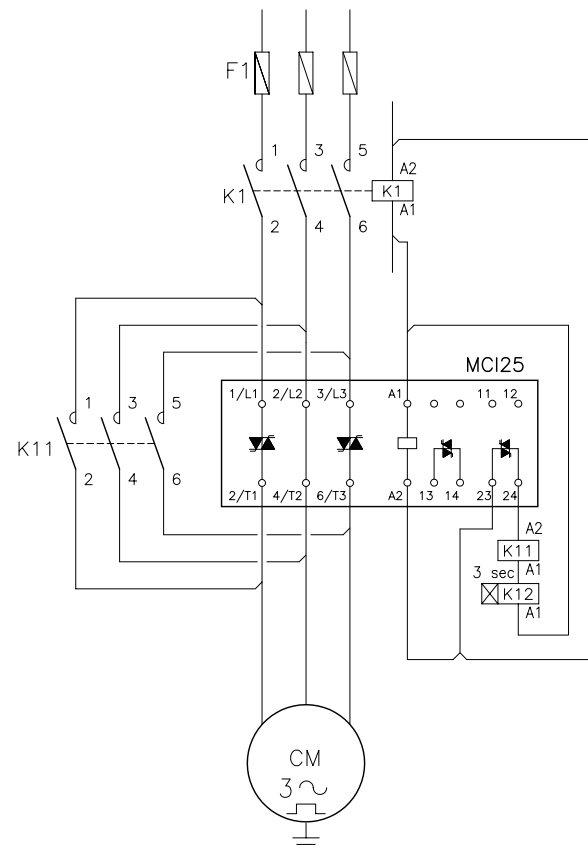 F1
1 3 5
A2
K1
K1
A1
2 4 6
MCI25
1/L1 2/L2 3/L3 A1 11 12
1 3 5
K11
2 4 6
2/T1 4/T2 6/T3 A2 13 14 23 24
A2
K11
A1
3 sec
K12
A1
CM
3